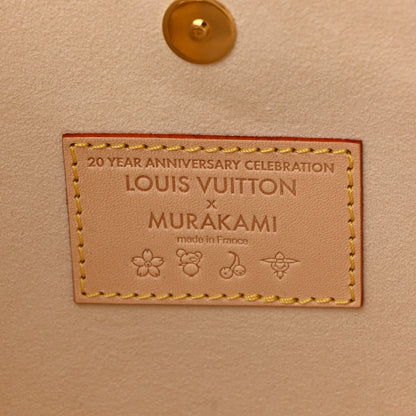 20 YEAR ANNIVERSARY CELEBRATION
LOUIS VUITTON
x
MURAKAMI
made in France